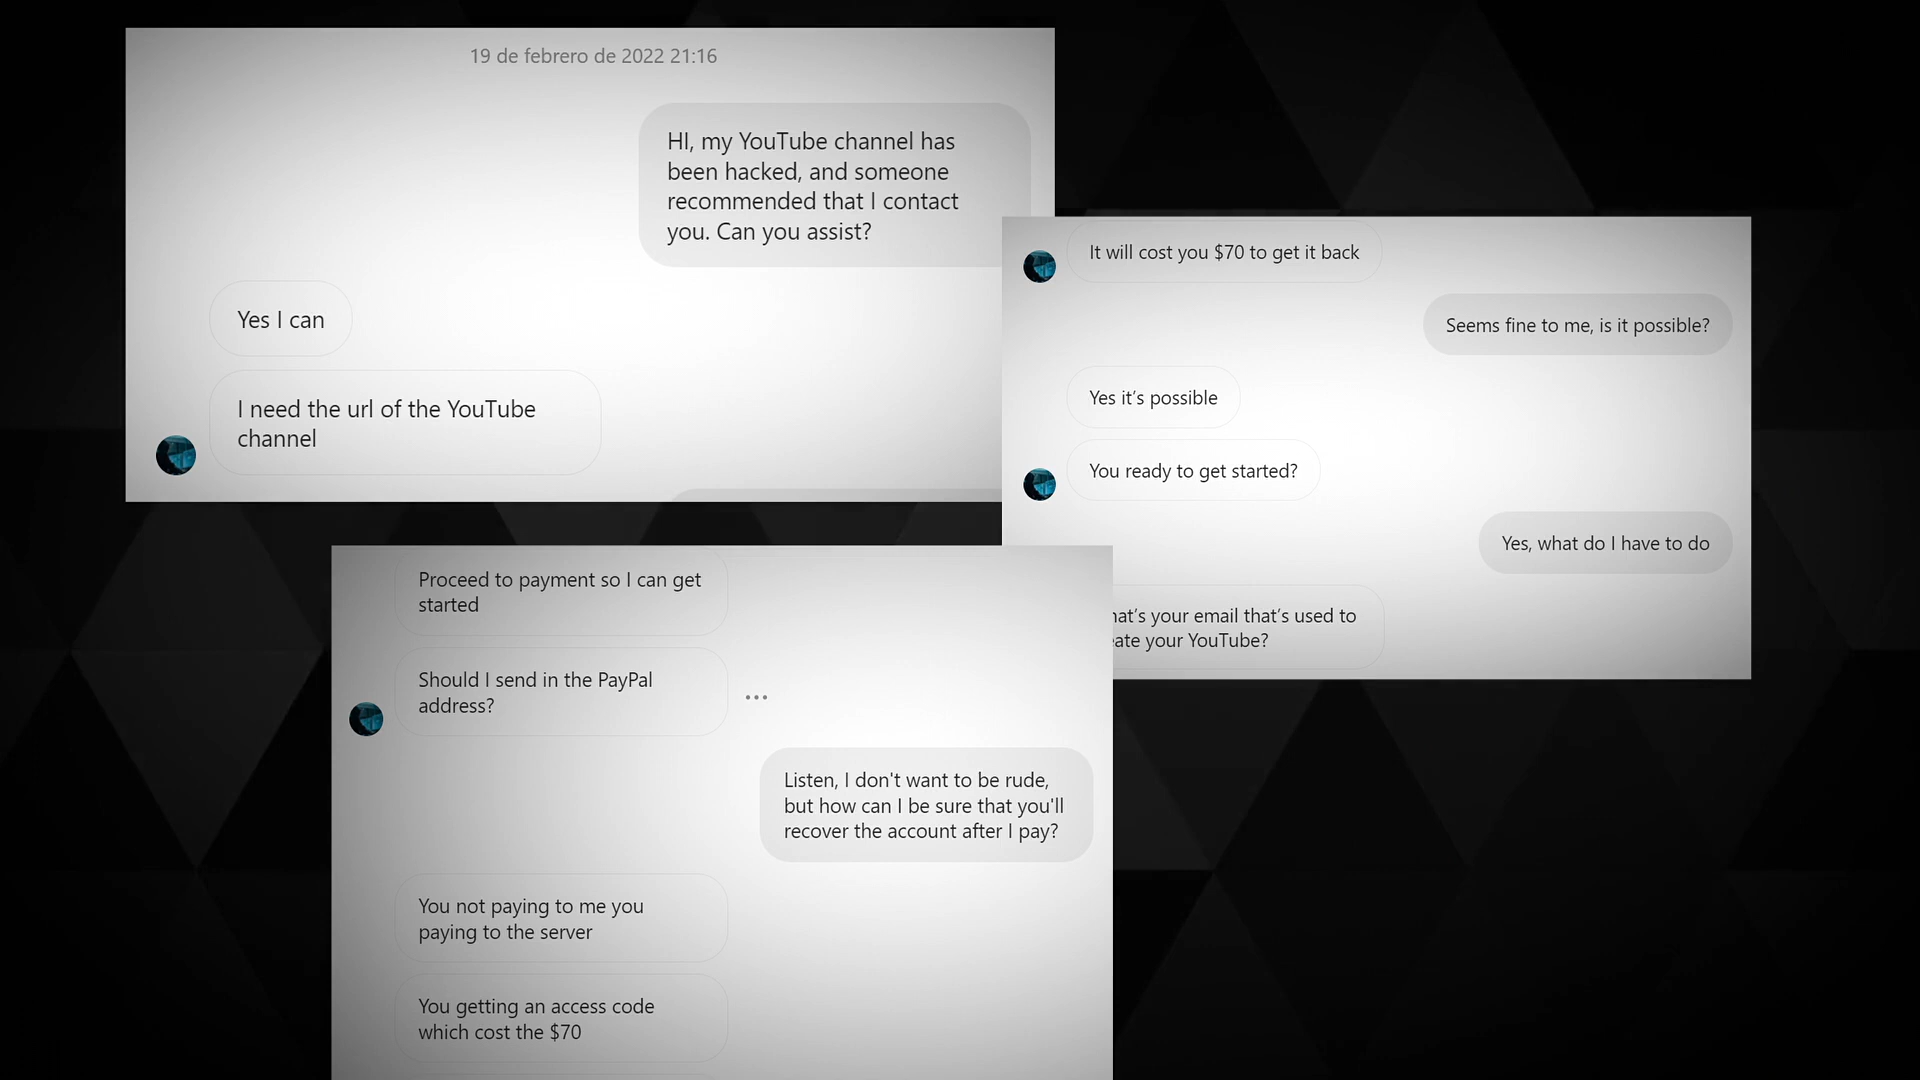 19 de febrero de 2022 21:16
HI, my YouTube channel has
been hacked, and someone
recommended that I contact
you. Can you assist?
Yes I can
I need the url of the YouTube
channel
It will cost you $70 to get it back
Seems fine to me, is it possible?
Yes it’s possible
You ready to get started?
Yes, what do I have to do
your email that’s used to
your YouTube?
Proceed to payment so I can get
started
Should I send in the PayPal
address?
Listen, I don't want to be rude,
but how can I be sure that you'll
recover the account after I pay?
You not paying to me you
paying to the server
You getting an access code
which cost the $70